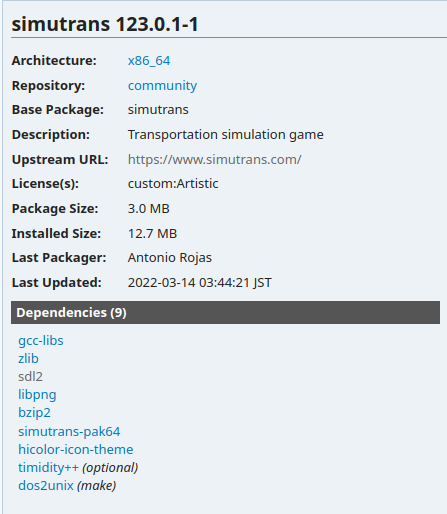 simutrans 123.0.1-1
Architecture: x86_64
Repository: community
Base Package: simutrans
Description: Transportation simulation game
Upstream URL: https://www.simutrans.com/
License(s): custom:Artistic
Package Size: 3.0 MB
Installed Size: 12.7 MB
Last Packager: Antonio Rojas
Last Updated: 2022-03-14 03:44:21 JST
Dependencies (9)
gcc-libs
zlib
sdl2
libpng
bzip2
simutrans-pak64
hicolor-icon-theme
timidity++ (optional)
dos2unix (make)